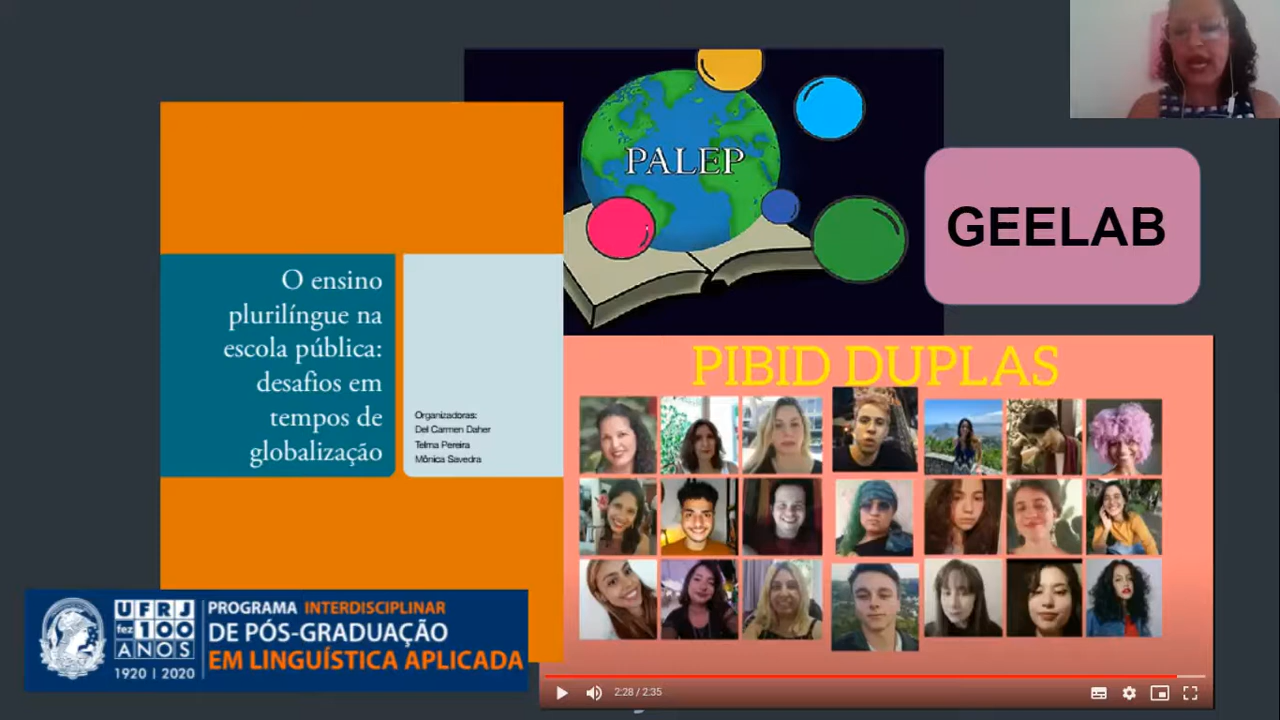 PALEP
GEELAB
O ensino
plurilíngue na
escola pública:
desafios em
tempos de
globalização
Organizadoras:
Del Carmen Daher
Telma Pereira
Mônica Savedra
PIBID DUPLAS
UFRJ
fez 100
ANOS
1920 | 2020
PROGRAMA INTERDISCIPLINAR
DE PÓS-GRADUAÇÃO
EM LINGUÍSTICA APLICADA
2:28 / 2:35